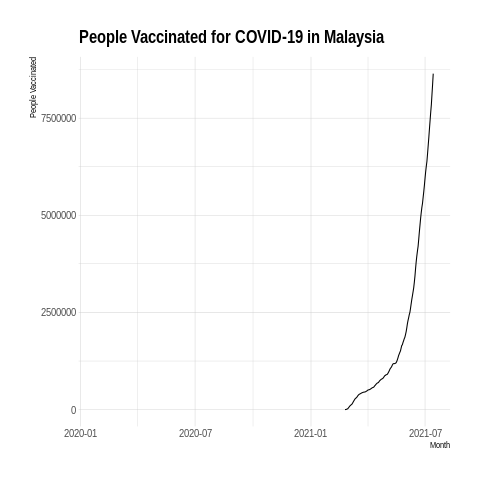 People Vaccinated for COVID-19 in Malaysia
People Vaccinated
7500000
5000000
2500000
0
2020-01 2020-07 2021-01 2021-07
Month